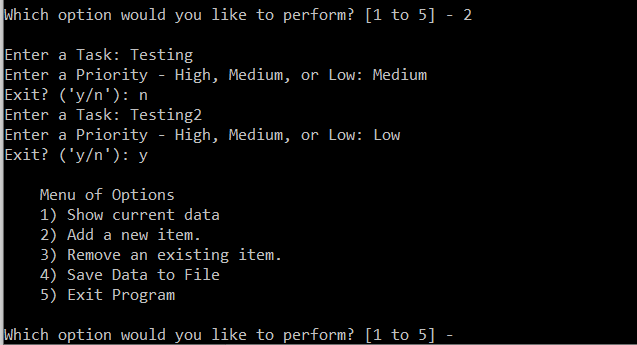 Which option would you like to perform? [1 to 5] - 2
Enter a Task: Testing
Enter a Priority - High, Medium, or Low: Medium
Exit? ('y/n'): n
Enter a Task: Testing2
Enter a Priority - High, Medium, or Low: Low
Exit? ('y/n'): y
Menu of Options
1) Show current data
2) Add a new item.
3) Remove an existing item.
4) Save Data to File
5) Exit Program
Which option would you like to perform? [1 to 5] -